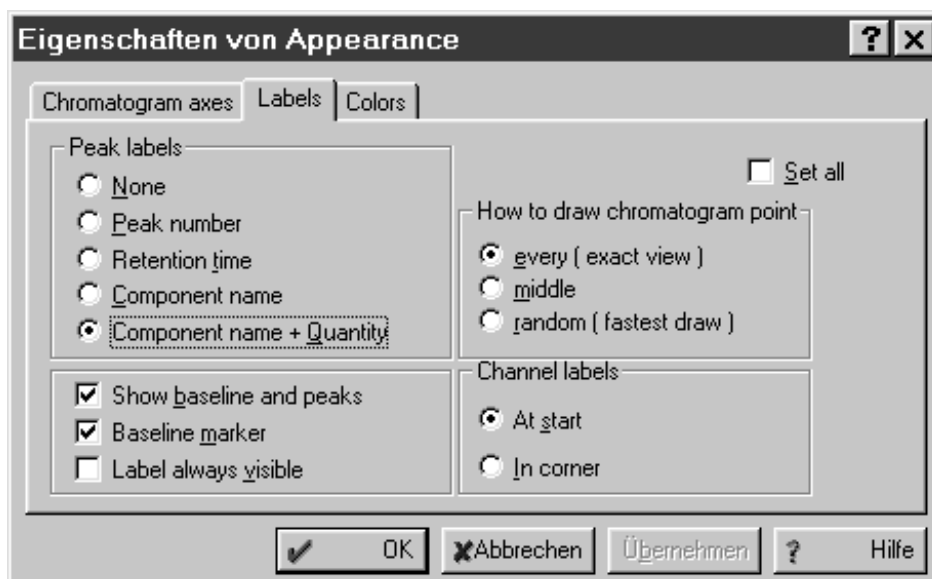 Eigenschaften von Appearance
Chromatogram axes Labels Colors
Peak labels
None
Peak number
Retention time
Component name
Component name + Quantity
Show baseline and peaks
Baseline marker
Label always visible
Set all
How to draw chromatogram point
every ( exact view )
middle
random ( fastest draw )
Channel labels
At start
In corner
OK Abbrechen Übernehmen ? Hilfe